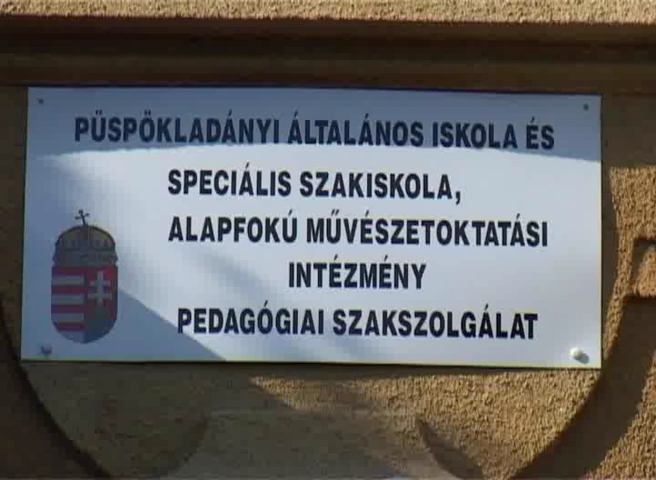 PÜSPÖKLADÁNYI ÁLTALÁNOS ISKOLA ÉS
SPECIÁLIS SZAKISKOLA,
ALAPFOKÚ MŰVÉSZETOKTATÁSI
INTÉZMÉNY
PEDAGÓGIAI SZAKSZOLGÁLAT